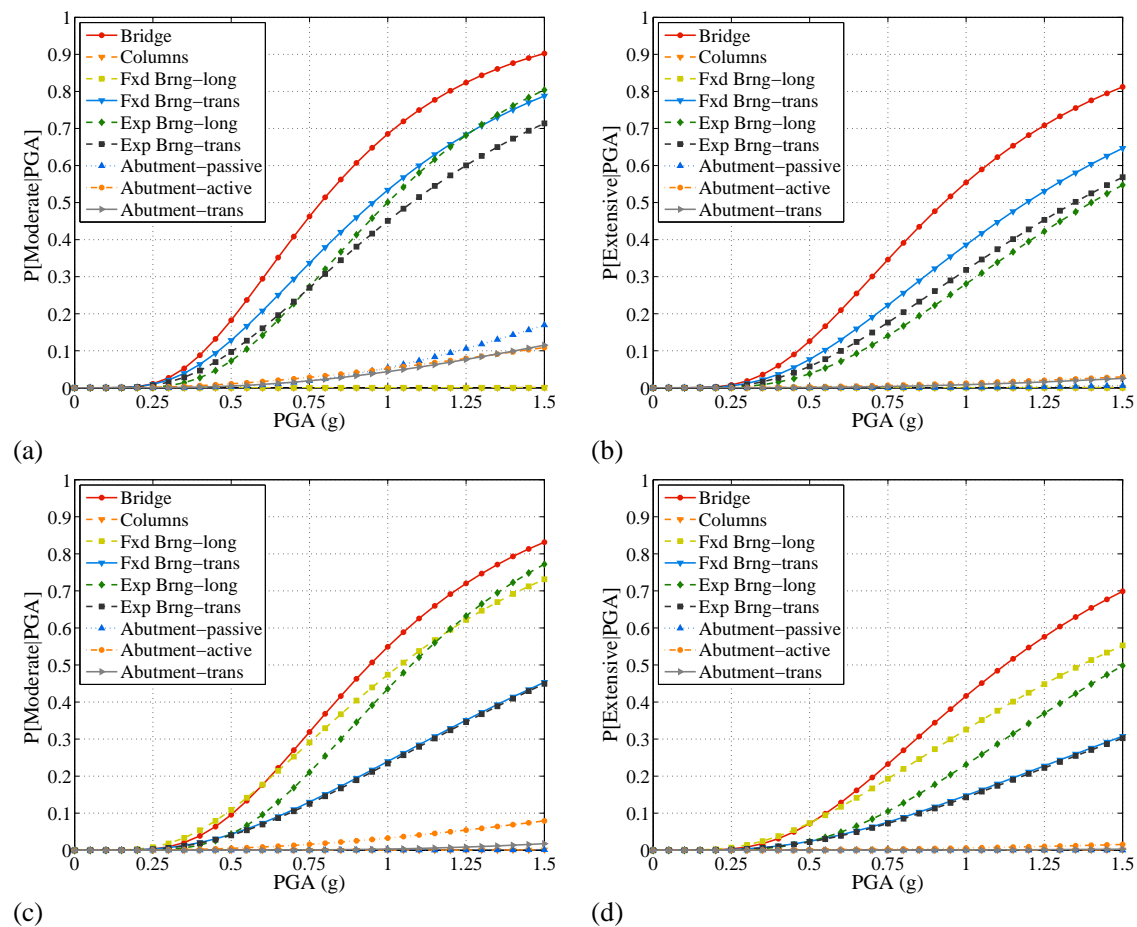 1
0.9
0.8
0.7
0.6
0.5
0.4
0.3
0.2
0.1
0
P[Moderate|PGA]
Bridge
Columns
Fxd Brng−long
Fxd Brng−trans
Exp Brng−long
Exp Brng−trans
Abutment−passive
Abutment−active
Abutment−trans
0 0.25 0.5 0.75 1 1.25 1.5
PGA (g)
(a)
1
0.9
0.8
0.7
0.6
0.5
0.4
0.3
0.2
0.1
0
P[Extensive|PGA]
Bridge
Columns
Fxd Brng−long
Fxd Brng−trans
Exp Brng−long
Exp Brng−trans
Abutment−passive
Abutment−active
Abutment−trans
0 0.25 0.5 0.75 1 1.25 1.5
PGA (g)
(b)
1
0.9
0.8
0.7
0.6
0.5
0.4
0.3
0.2
0.1
0
P[Moderate|PGA]
Bridge
Columns
Fxd Brng−long
Fxd Brng−trans
Exp Brng−long
Exp Brng−trans
Abutment−passive
Abutment−active
Abutment−trans
0 0.25 0.5 0.75 1 1.25 1.5
PGA (g)
(c)
1
0.9
0.8
0.7
0.6
0.5
0.4
0.3
0.2
0.1
0
P[Extensive|PGA]
Bridge
Columns
Fxd Brng−long
Fxd Brng−trans
Exp Brng−long
Exp Brng−trans
Abutment−passive
Abutment−active
Abutment−trans
0 0.25 0.5 0.75 1 1.25 1.5
PGA (g)
(d)